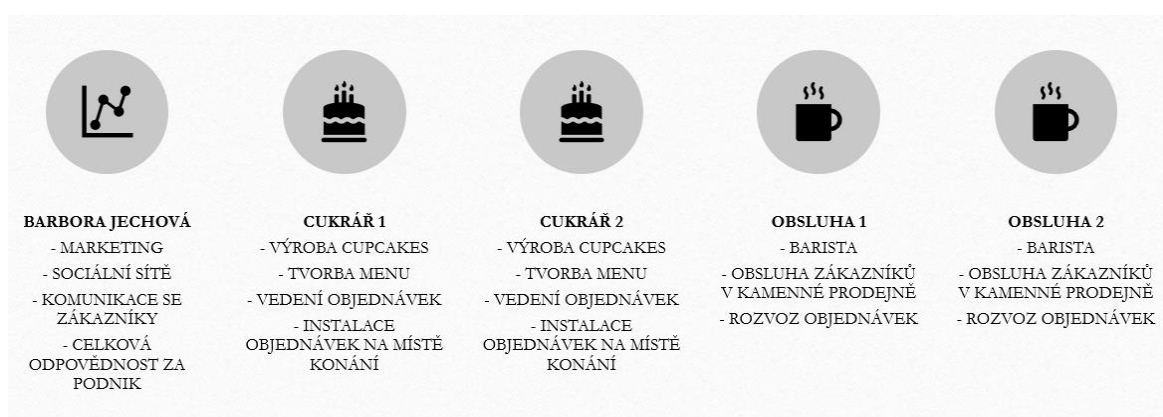 BARBORA JECHOVÁ
- MARKETING
- SOCIÁLNÍ SÍTĚ
- KOMUNIKACE SE
ZÁKAZNÍKY
- CELKOVÁ
ODPOVĚDNOST ZA
PODNIK
CUKRÁŘ 1
- VÝROBA CUPCAKES
- TVORBA MENU
- VEDENÍ OBJEDNÁVEK
- INSTALACE
OBJEDNÁVEK NA MÍSTĚ
KONÁNÍ
CUKRÁŘ 2
- VÝROBA CUPCAKES
- TVORBA MENU
- VEDENÍ OBJEDNÁVEK
- INSTALACE
OBJEDNÁVEK NA MÍSTĚ
KONÁNÍ
OBSLUHA 1
- BARISTA
- OBSLUHA ZÁKAZNÍKŮ
V KAMENNÉ PRODEJNĚ
- ROZVOZ OBJEDNÁVEK
OBSLUHA 2
- BARISTA
- OBSLUHA ZÁKAZNÍKŮ
V KAMENNÉ PRODEJNĚ
- ROZVOZ OBJEDNÁVEK